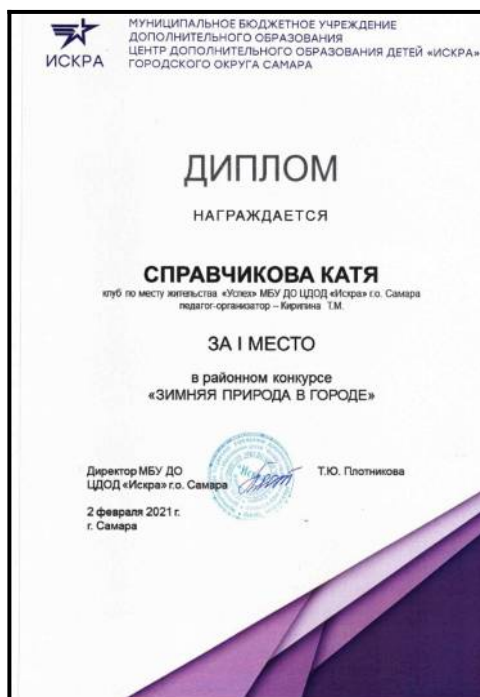 ИСКРА
МУНИЦИПАЛЬНОЕ БЮДЖЕТНОЕ УЧРЕЖДЕНИЕ
ДОПОЛНИТЕЛЬНОГО ОБРАЗОВАНИЯ
ЦЕНТР ДОПОЛНИТЕЛЬНОГО ОБРАЗОВАНИЯ ДЕТЕЙ «ИСКРА»
ГОРОДСКОГО ОКРУГА САМАРА
ДИПЛОМ
НАГРАЖДАЕТСЯ
СПРАВЧИКОВА КАТЯ
клуб по месту жительства «Успех» МБУ ДО ЦДОД «Искра» г.о. Самара
педагог-организатор – Кирилина Т.М.
ЗА I МЕСТО
в районном конкурсе
«ЗИМНЯЯ ПРИРОДА В ГОРОДЕ»
Директор МБУ ДО
ЦДОД «Искра» г.о. Самара
Т.Ю. Плотникова
2 февраля 2021 г.
г. Самара